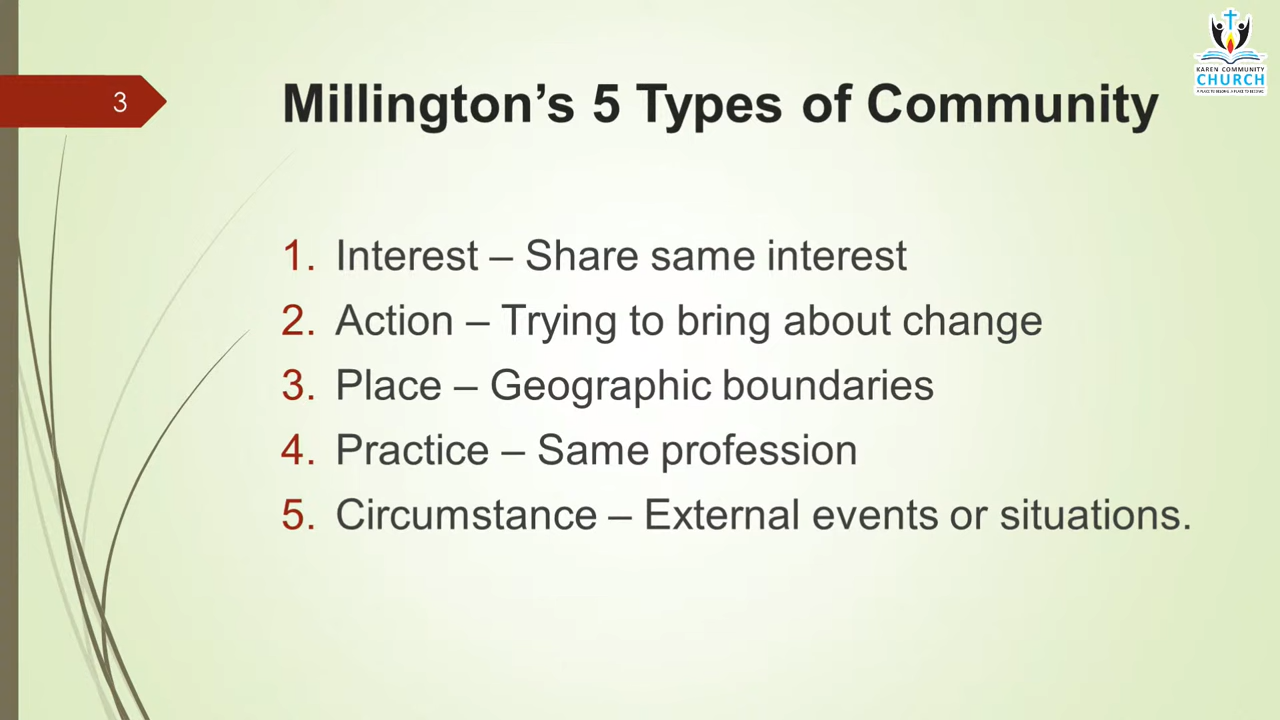 KAREN COMMUNITY
CHURCH
3
Millington’s 5 Types of Community
1. Interest – Share same interest
2. Action – Trying to bring about change
3. Place – Geographic boundaries
4. Practice – Same profession
5. Circumstance – External events or situations.